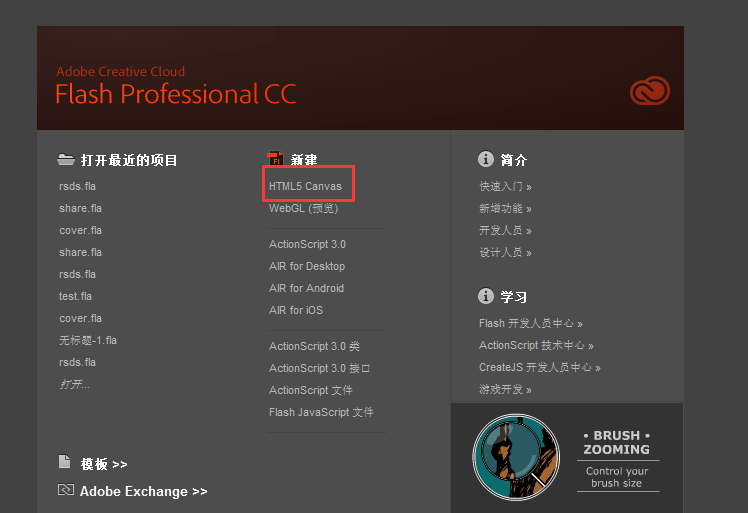 Adobe Creative Cloud
Flash Professional CC
打开最近的项目
rsds.fla
share.fla
cover.fla
share.fla
rsds.fla
test.fla
cover.fla
无标题-1.fla
rsds.fla
打开...
模板 >>
Adobe Exchange >>
Fl
新建
HTML5 Canvas
WebGL (预览)
ActionScript 3.0
AIR for Desktop
AIR for Android
AIR for iOS
ActionScript 3.0 类
ActionScript 3.0 接口
ActionScript 文件
Flash JavaScript 文件
简介
快速入门 »
新增功能 »
开发人员 »
设计人员 »
学习
Flash 开发人员中心 »
ActionScript 技术中心 »
CreateJS 开发人员中心 »
游戏开发 »
• BRUSH •
ZOOMING
Control your
brush size